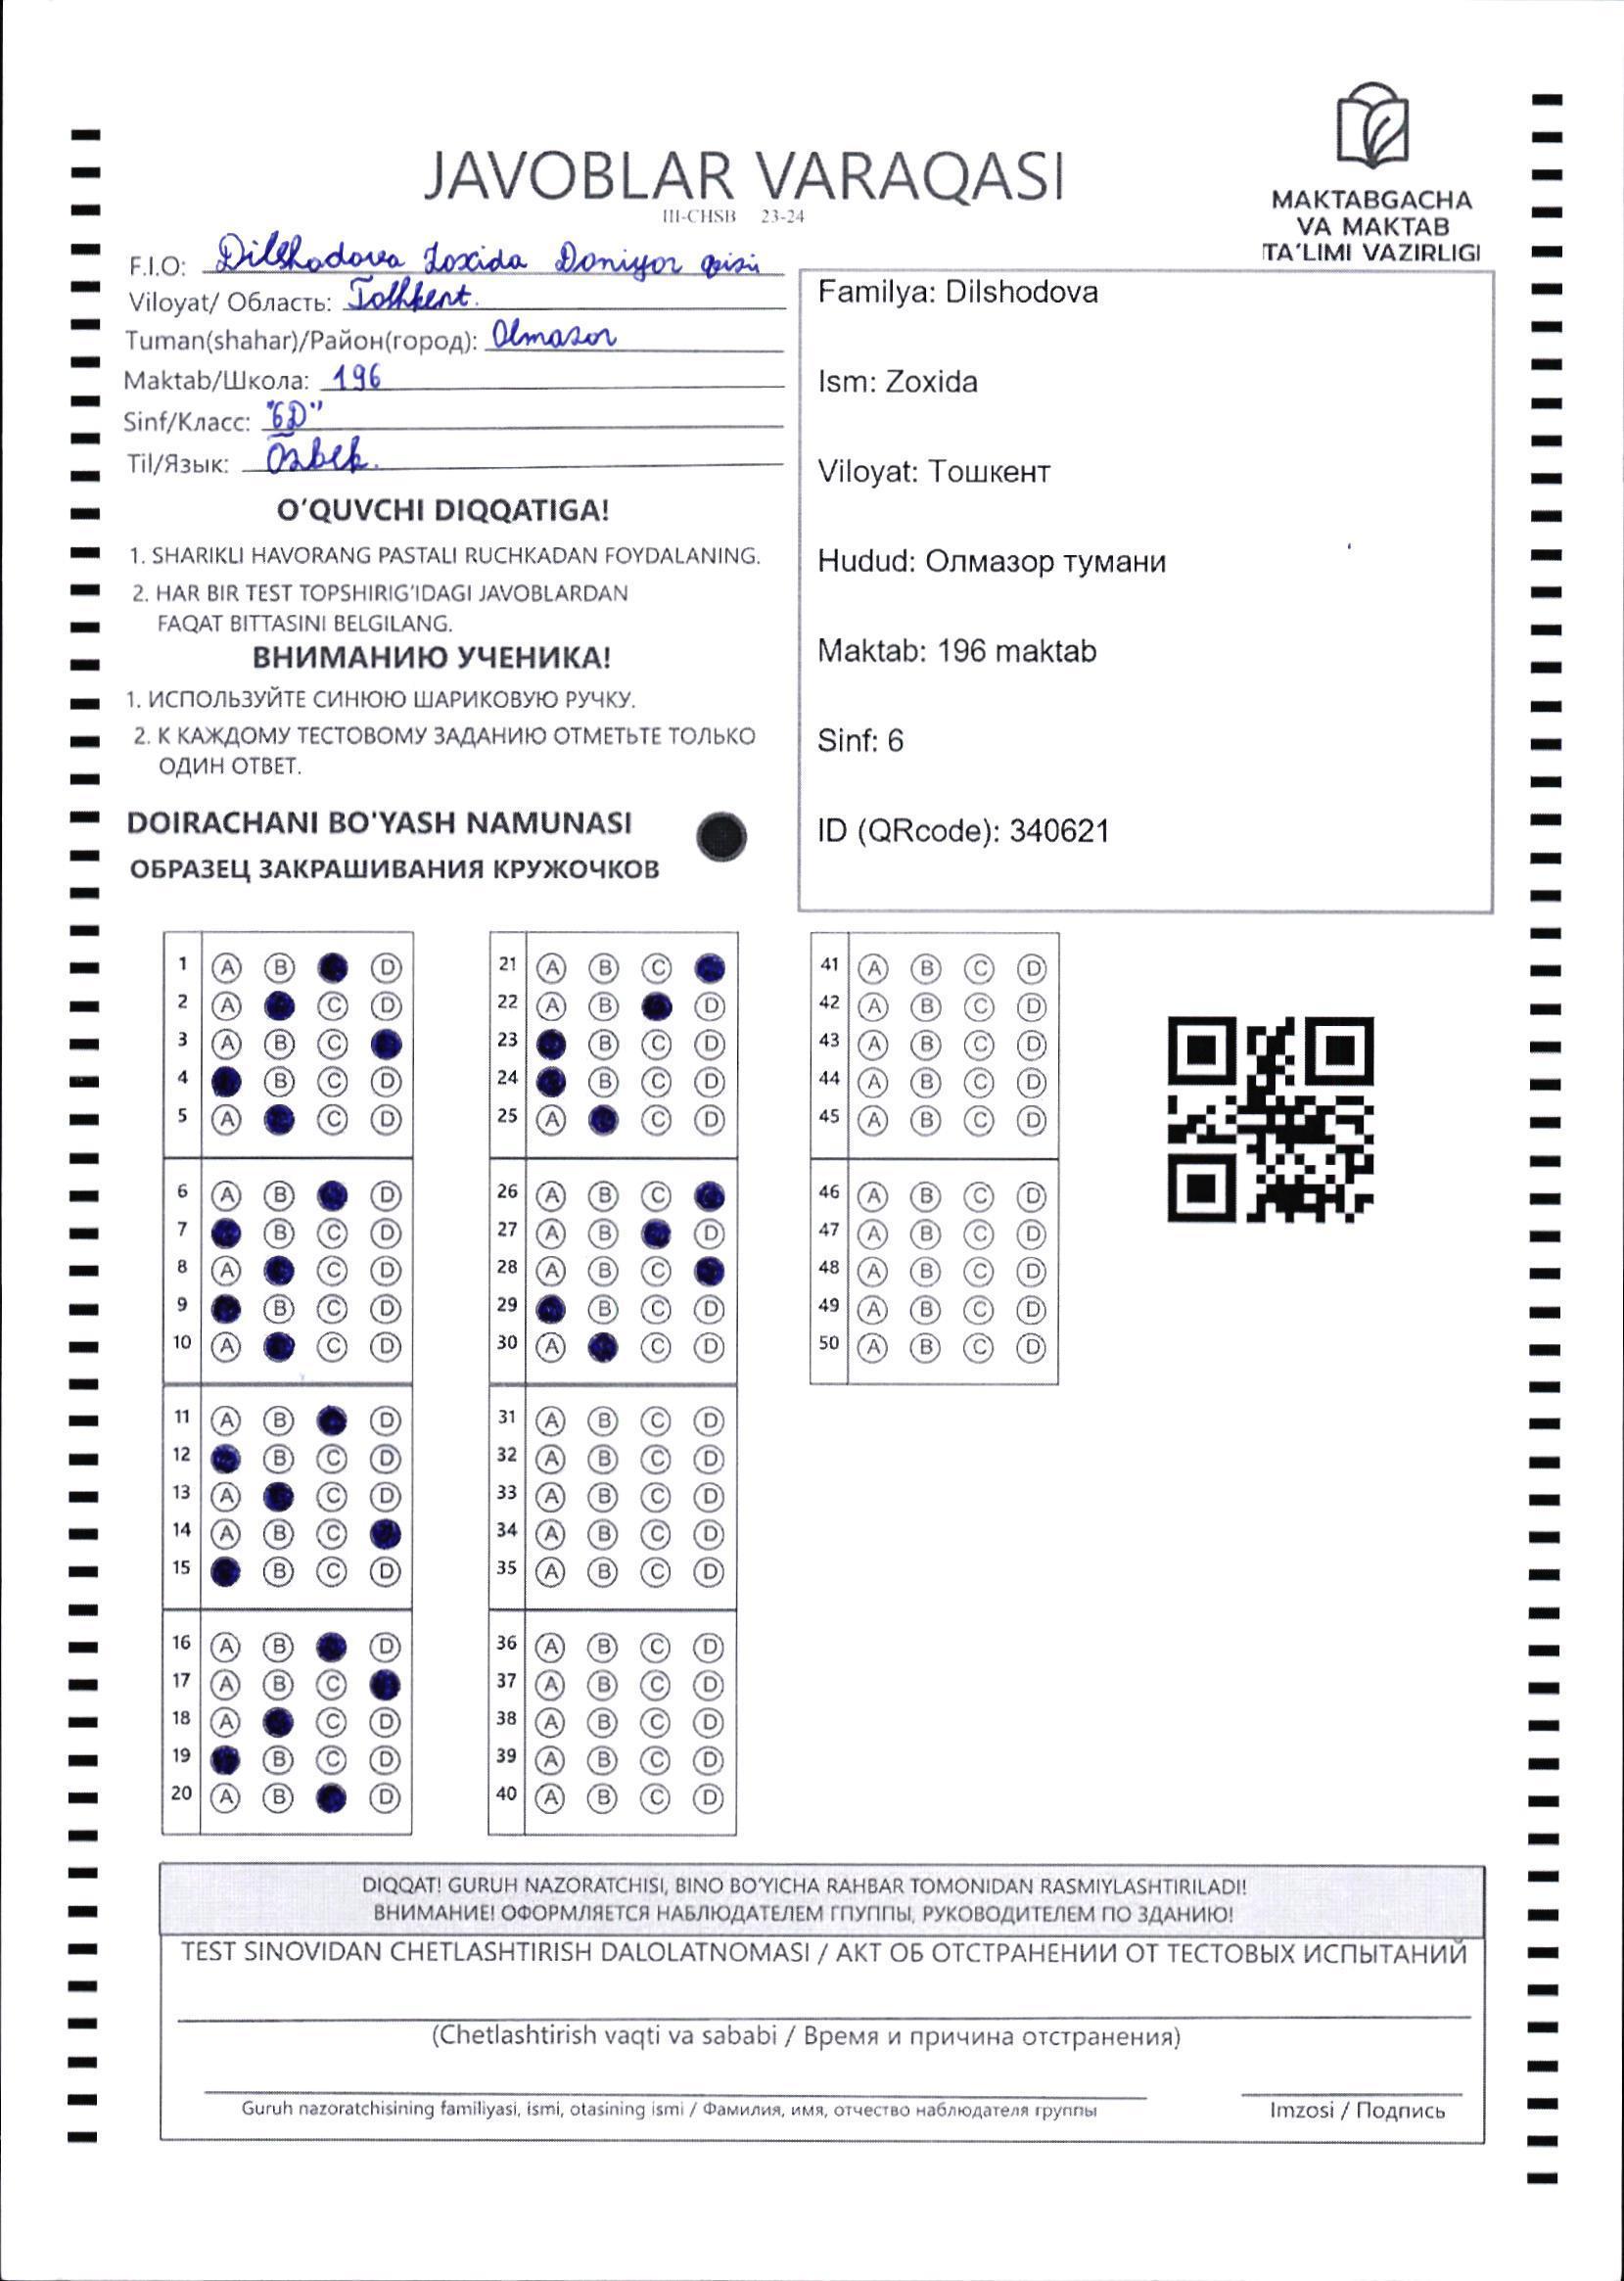 JAVOBLAR VARAQASI
III-CHSB 23-24
MAKTABGACHA
VA MAKTAB
TA'LIMI VAZIRLIGI
F.I.O: Dilshodova Zoxida Doniyor qizi
Viloyat/ Область: Toshkent.
Tuman(shahar)/Район(город): Olmazor
Maktab/Школа: 196
Sinf/Класс: "6D"
Til/Язык: Ozbek.
O'QUVCHI DIQQATIGA!
1. SHARIKLI HAVORANG PASTALI RUCHKADAN FOYDALANING.
2. HAR BIR TEST TOPSHIRIG'IDAGI JAVOBLARDAN
FAQAT BITTASINI BELGILANG.
ВНИМАНИЮ УЧЕНИКА!
1. ИСПОЛЬЗУЙТЕ СИНЮЮ ШАРИКОВУЮ РУЧКУ.
2. К КАЖДОМУ ТЕСТОВОМУ ЗАДАНИЮ ОТМЕТЬТЕ ТОЛЬКО
ОДИН ОТВЕТ.
DOIRACHANI BO'YASH NAMUNASI
ОБРАЗЕЦ ЗАКРАШИВАНИЯ КРУЖОЧКОВ
Familya: Dilshodova
Ism: Zoxida
Viloyat: Тошкент
Hudud: Олмазор тумани
Maktab: 196 maktab
Sinf: 6
ID (QRcode): 340621
1 A B D
2 A C D
3 A B C
4 B C D
5 A C D
6 A B D
7 B C D
8 A C D
9 B C D
10 A C D
11 A B D
12 B C D
13 A C D
14 A B C
15 B C D
16 A B D
17 A B C
18 A C D
19 B C D
20 A B D
21 A B C
22 A B D
23 B C D
24 B C D
25 A C D
26 A B C
27 A B D
28 A B C
29 B C D
30 A C D
31 A B C D
32 A B C D
33 A B C D
34 A B C D
35 A B C D
36 A B C D
37 A B C D
38 A B C D
39 A B C D
40 A B C D
41 A B C D
42 A B C D
43 A B C D
44 A B C D
45 A B C D
46 A B C D
47 A B C D
48 A B C D
49 A B C D
50 A B C D
DIQQAT! GURUH NAZORATCHISI, BINO BO'YICHA RAHBAR TOMONIDAN RASMIYLASHTIRILADI!
ВНИМАНИЕ! ОФОРМЛЯЕТСЯ НАБЛЮДАТЕЛЕМ ГПУППЫ, РУКОВОДИТЕЛЕМ ПО ЗДАНИЮ!
TEST SINOVIDAN CHETLASHTIRISH DALOLATNOMASI / АКТ ОБ ОТСТРАНЕНИИ ОТ ТЕСТОВЫХ ИСПЫТАНИЙ
(Chetlashtirish vaqti va sababi / Время и причина отстранения)
Guruh nazoratchisining familiyasi, ismi, otasining ismi / Фамилия, имя, отчество наблюдателя группы
Imzosi / Подпись